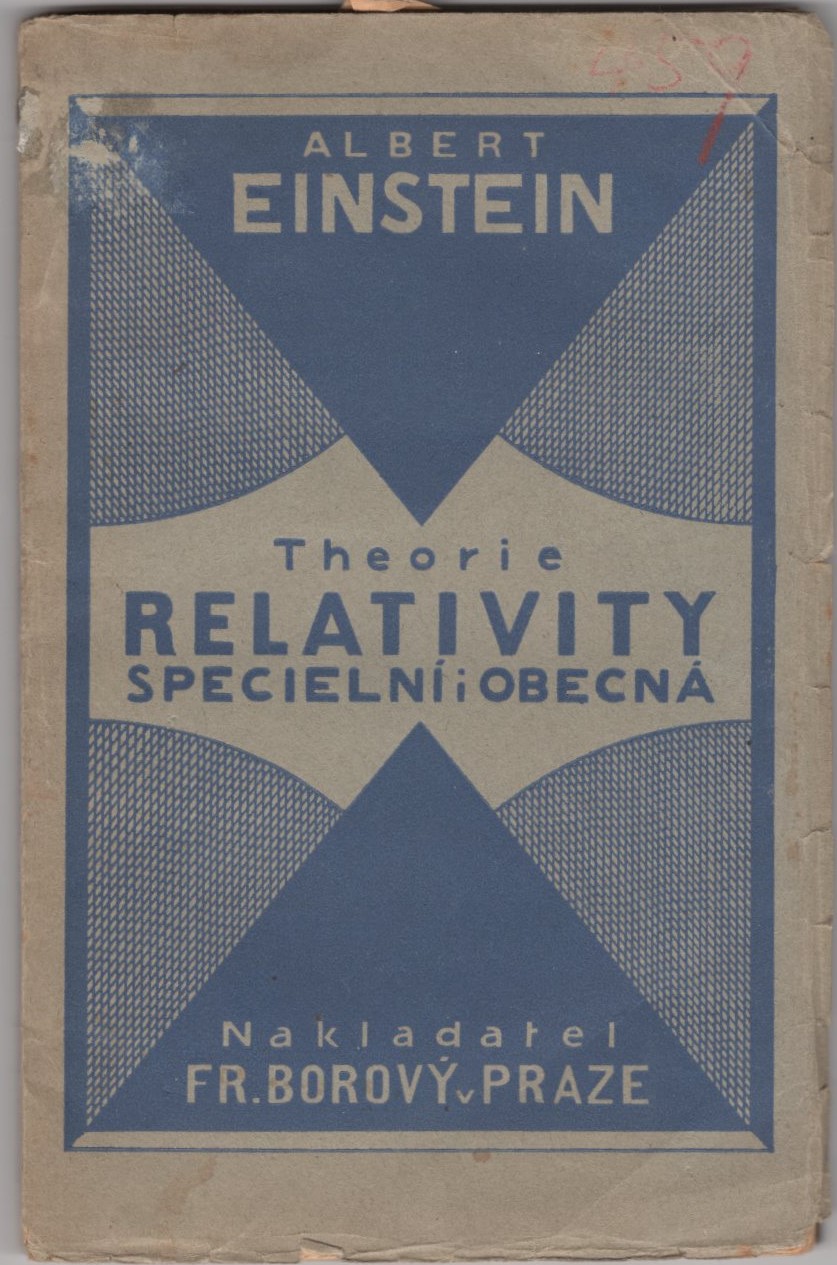 ALBERT
EINSTEIN
Theorie
RELATIVITY
SPECIELNÍ i OBECNÁ
Nakladatel
FR. BOROVÝ v PRAZE